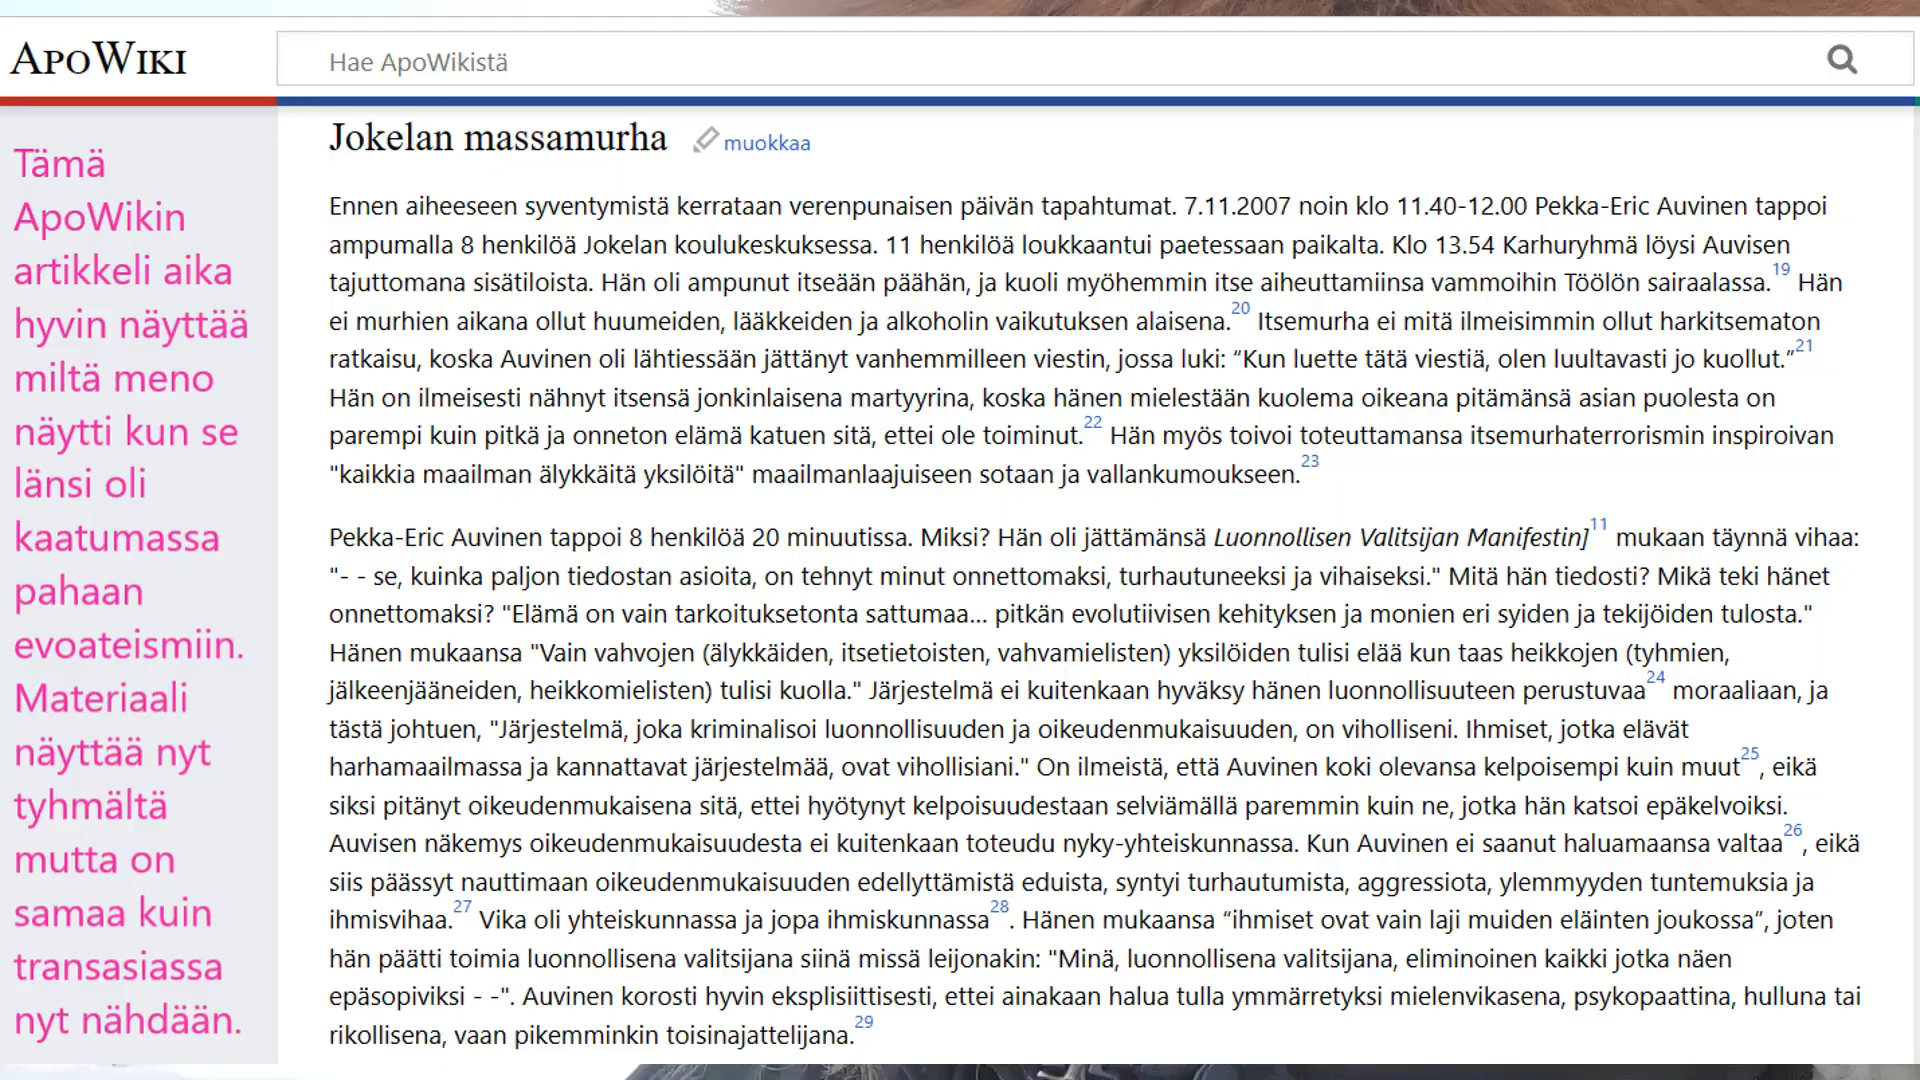 ApoWiki
Hae ApoWikistä
Tämä
ApoWikin
artikkeli aika
hyvin näyttää
miltä meno
näytti kun se
länsi oli
kaatumassa
pahaan
evoateismiin.
Materiaali
näyttää nyt
tyhmältä
mutta on
samaa kuin
transasiassa
nyt nähdään.
Jokelan massamurha muokkaa
Ennen aiheeseen syventymistä kerrataan verenpunaisen päivän tapahtumat. 7.11.2007 noin klo 11.40-12.00 Pekka-Eric Auvinen tappoi
ampumalla 8 henkilöä Jokelan koulukeskuksessa. 11 henkilöä loukkaantui paetessaan paikalta. Klo 13.54 Karhuryhmä löysi Auvisen
tajuttomana sisätiloista. Hän oli ampunut itseään päähän, ja kuoli myöhemmin itse aiheuttamiinsa vammoihin Töölön sairaalassa.19 Hän
ei murhien aikana ollut huumeiden, lääkkeiden ja alkoholin vaikutuksen alaisena.20 Itsemurha ei mitä ilmeisimmin ollut harkitsematon
ratkaisu, koska Auvinen oli lähtiessään jättänyt vanhemmilleen viestin, jossa luki: “Kun luette tätä viestiä, olen luultavasti jo kuollut.”21
Hän on ilmeisesti nähnyt itsensä jonkinlaisena martyyrina, koska hänen mielestään kuolema oikeana pitämänsä asian puolesta on
parempi kuin pitkä ja onneton elämä katuen sitä, ettei ole toiminut.22 Hän myös toivoi toteuttamansa itsemurhaterrorismin inspiroivan
"kaikkia maailman älykkäitä yksilöitä" maailmanlaajuiseen sotaan ja vallankumoukseen.23
Pekka-Eric Auvinen tappoi 8 henkilöä 20 minuutissa. Miksi? Hän oli jättämänsä Luonnollisen Valitsijan Manifestin]11 mukaan täynnä vihaa:
"- - se, kuinka paljon tiedostan asioita, on tehnyt minut onnettomaksi, turhautuneeksi ja vihaiseksi." Mitä hän tiedosti? Mikä teki hänet
onnettomaksi? "Elämä on vain tarkoituksetonta sattumaa... pitkän evolutiivisen kehityksen ja monien eri syiden ja tekijöiden tulosta."
Hänen mukaansa "Vain vahvojen (älykkäiden, itsetietoisten, vahvamielisten) yksilöiden tulisi elää kun taas heikkojen (tyhmien,
jälkeenjääneiden, heikkomielisten) tulisi kuolla." Järjestelmä ei kuitenkaan hyväksy hänen luonnollisuuteen perustuvaa24 moraaliaan, ja
tästä johtuen, "Järjestelmä, joka kriminalisoi luonnollisuuden ja oikeudenmukaisuuden, on viholliseni. Ihmiset, jotka elävät
harhamaailmassa ja kannattavat järjestelmää, ovat vihollisiani." On ilmeistä, että Auvinen koki olevansa kelpoisempi kuin muut25, eikä
siksi pitänyt oikeudenmukaisena sitä, ettei hyötynyt kelpoisuudestaan selviämällä paremmin kuin ne, jotka hän katsoi epäkelvoiksi.
Auvisen näkemys oikeudenmukaisuudesta ei kuitenkaan toteudu nyky-yhteiskunnassa. Kun Auvinen ei saanut haluamaansa valtaa26, eikä
siis päässyt nauttimaan oikeudenmukaisuuden edellyttämistä eduista, syntyi turhautumista, aggressiota, ylemmyyden tuntemuksia ja
ihmisvihaa.27 Vika oli yhteiskunnassa ja jopa ihmiskunnassa28. Hänen mukaansa “ihmiset ovat vain laji muiden eläinten joukossa”, joten
hän päätti toimia luonnollisena valitsijana siinä missä leijonakin: "Minä, luonnollisena valitsijana, eliminoinen kaikki jotka näen
epäsopiviksi - -". Auvinen korosti hyvin eksplisiittisesti, ettei ainakaan halua tulla ymmärretyksi mielenvikasena, psykopaattina, hulluna tai
rikollisena, vaan pikemminkin toisinajattelijana.29